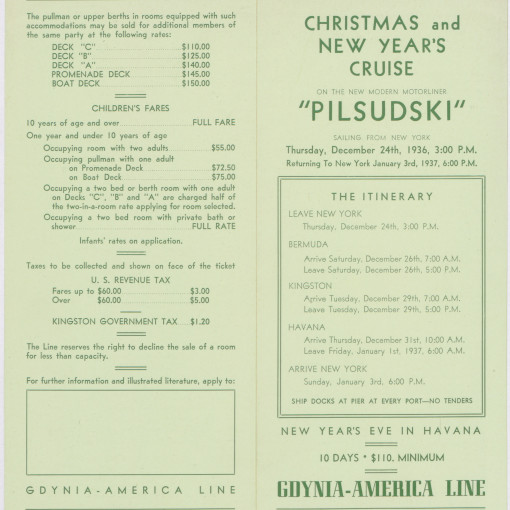 The pullman or upper berths in rooms equipped with such
accommodations may be sold for additional members of
the same party at the following rates:
DECK "C" $110.00
DECK "B" $125.00
DECK "A" $140.00
PROMENADE DECK $145.00
BOAT DECK $150.00
CHILDREN'S FARES
10 years of age and over FULL FARE
One year and under 10 years of age
Occupying room with two adults $55.00
Occupying pullman with one adult
on Promenade Deck $72.50
on Boat Deck $75.00
Occupying a two bed or berth room with one adult
on Decks "C", "B" and "A" are charged half of
the two-in-a-room rate applying for room selected.
Occupying a two bed room with private bath or
shower FULL RATE
Infants' rates on application.
Taxes to be collected and shown on face of the ticket
U. S. REVENUE TAX
Fares up to $60.00 $3.00
Over $60.00 $5.00
KINGSTON GOVERNMENT TAX $1.20
The Line reserves the right to decline the sale of a room
for less than capacity.
For further information and illustrated literature, apply to:
GDYNIA-AMERICA LINE
CHRISTMAS and
NEW YEAR'S
CRUISE
ON THE NEW MODERN MOTORLINER
"PILSUDSKI"
SAILING FROM NEW YORK
Thursday, December 24th, 1936, 3:00 P.M.
Returning To New York January 3rd, 1937, 6:00 P.M.
THE ITINERARY
LEAVE NEW YORK
Thursday, December 24th, 3:00 P.M.
BERMUDA
Arrive Saturday, December 26th, 7:00 A.M.
Leave Saturday, December 26th, 5:00 P.M.
KINGSTON
Arrive Tuesday, December 29th, 7:00 A.M.
Leave Tuesday, December 29th, 5:00 P.M.
HAVANA
Arrive Thursday, December 31st, 10:00 A.M.
Leave Friday, January 1st, 1937, 6:00 A.M.
ARRIVE NEW YORK
Sunday, January 3rd. 6:00 P.M.
SHIP DOCKS AT PIER AT EVERY PORT—NO TENDERS
NEW YEAR'S EVE IN HAVANA
10 DAYS • $110. MINIMUM
GDYNIA-AMERICA LINE